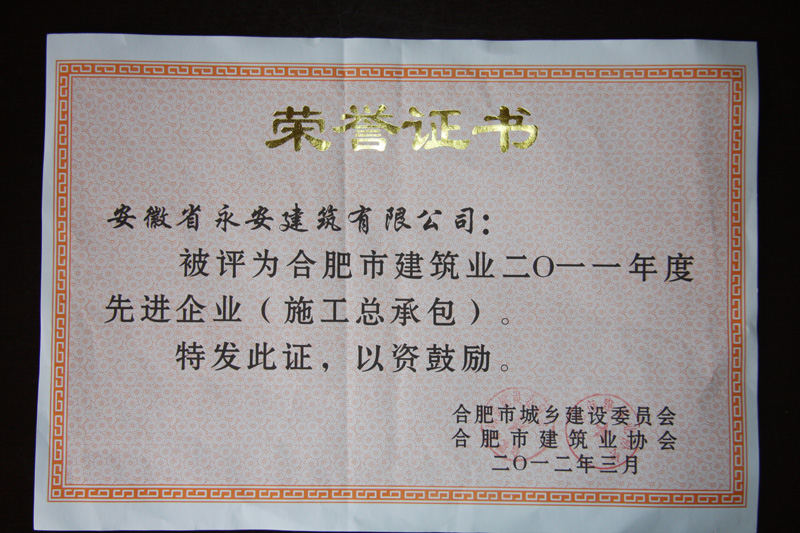 荣誉证书
安徽省永安建筑有限公司：
被评为合肥市建筑业二〇一一年度
先进企业（施工总承包）。
特发此证，以资鼓励。
合肥市城乡建设委员会
合肥市建筑业协会
二〇一二年三月